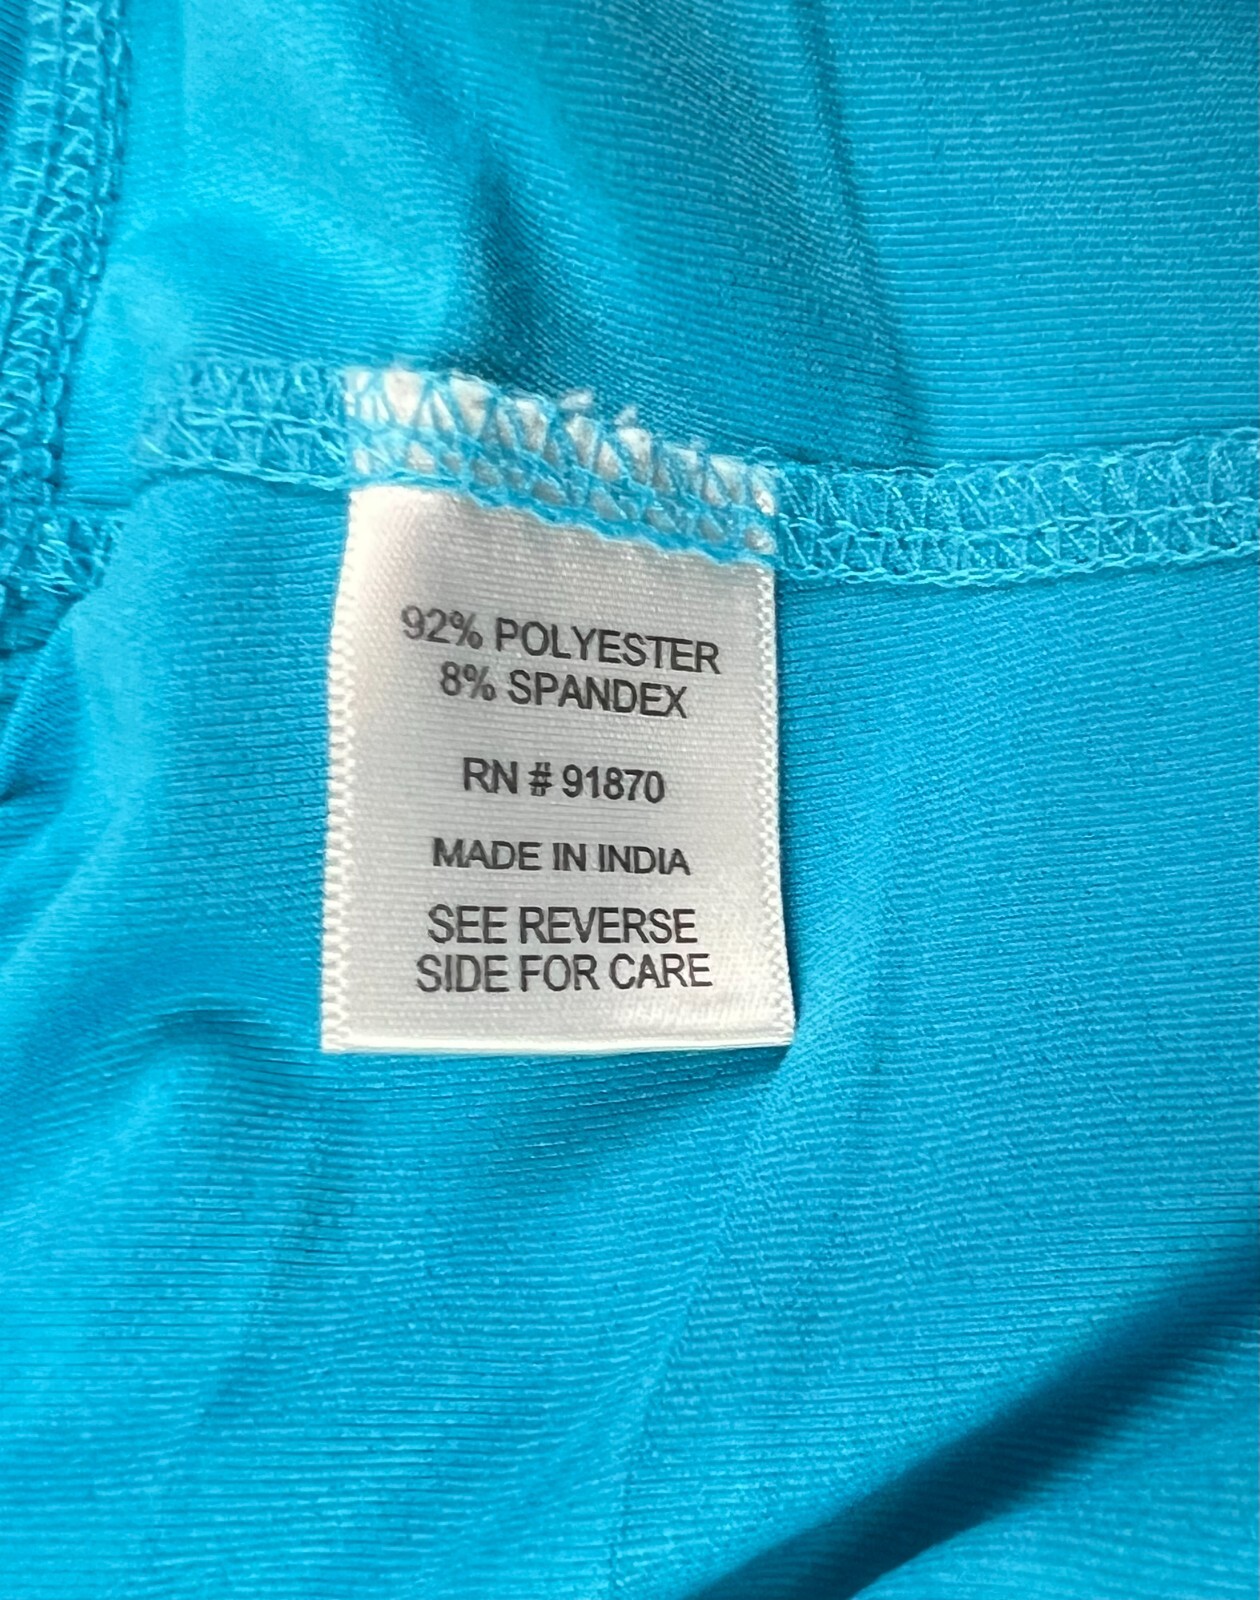 92% POLYESTER
8% SPANDEX
RN # 91870
MADE IN INDIA
SEE REVERSE
SIDE FOR CARE